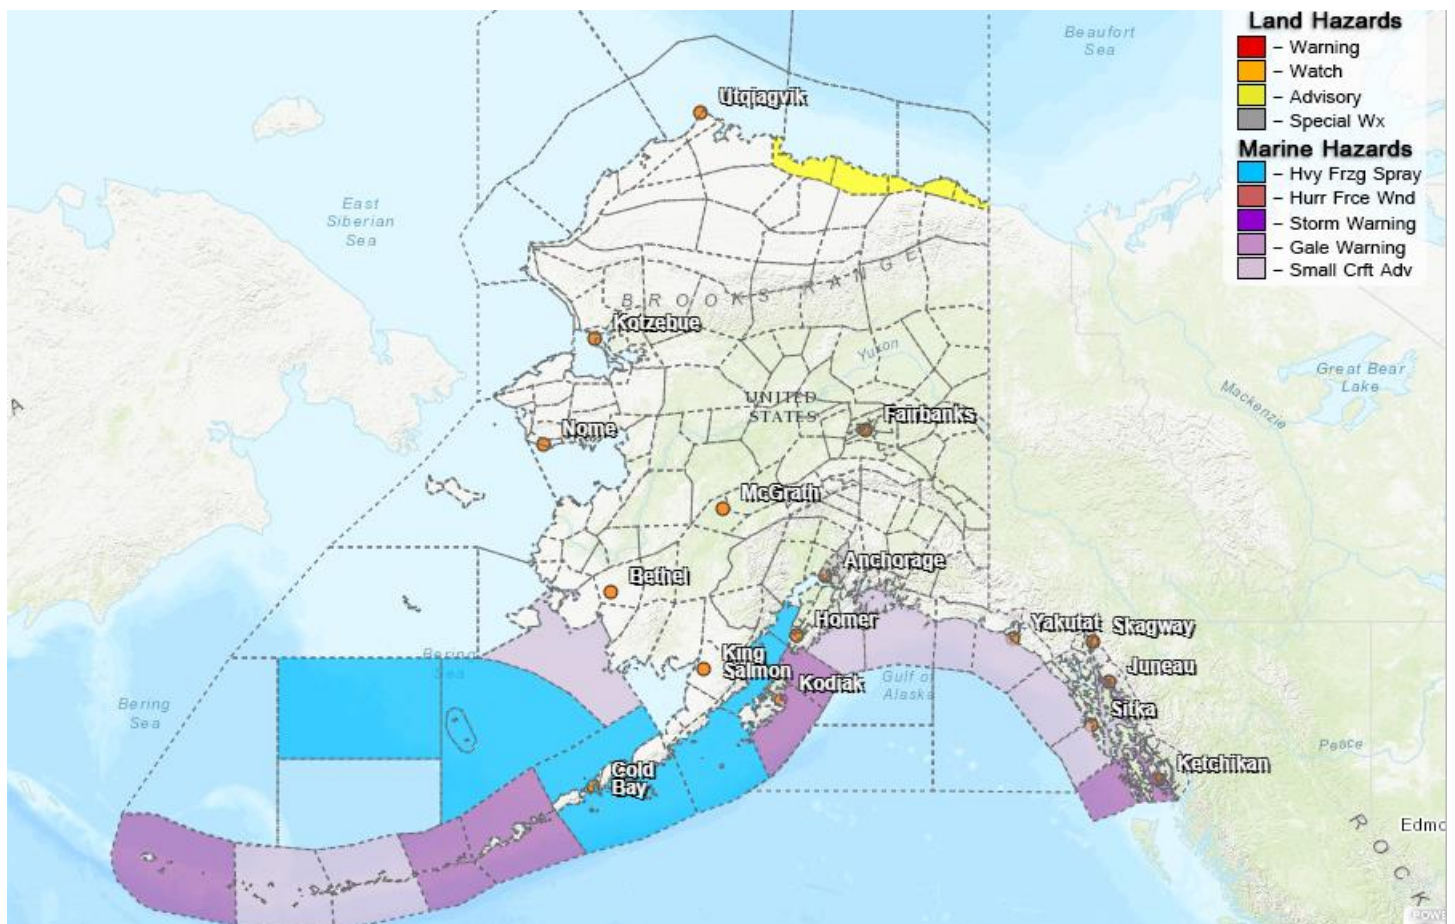 Land Hazards
– Warning
– Watch
– Advisory
– Special Wx
Marine Hazards
– Hvy Frzg Spray
– Hurr Frce Wnd
– Storm Warning
– Gale Warning
– Small Crft Adv
Beaufort
Sea
Utqiagvik
East
Siberian
Sea
BROOKS RANGE
Kotzebue
Yukon
Great Bear
Lake
Mackenzie
UNITED
STATES
A
Fairbanks
Nome
McGrath
Anchorage
Bethel
Homer
Yakutat
Skagway
King
Salmon
Juneau
Bering
Sea
Kodiak
Gulf of
Alaska
Bering
Sea
Sitka
Peace
Ketchikan
Cold
Bay
Edmo
ROCK
POW